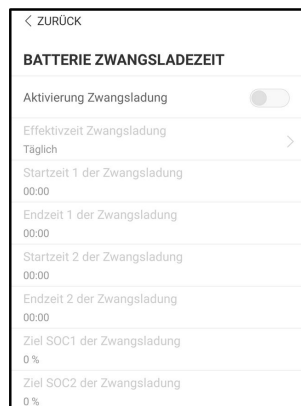 < ZURÜCK
BATTERIE ZWANGSLADEZEIT
Aktivierung Zwangsladung
Effektivzeit Zwangsladung
Täglich
Startzeit 1 der Zwangsladung
00:00
Endzeit 1 der Zwangsladung
00:00
Startzeit 2 der Zwangsladung
00:00
Endzeit 2 der Zwangsladung
00:00
Ziel SOC1 der Zwangsladung
0 %
Ziel SOC2 der Zwangsladung
0 %